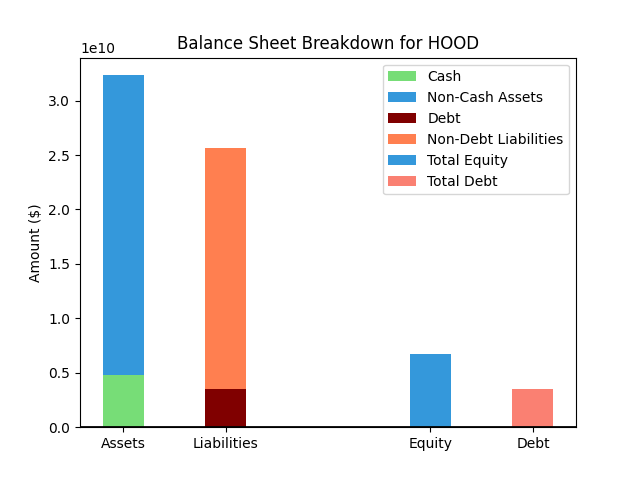 Balance Sheet Breakdown for HOOD
1e10
3.0
2.5
2.0
1.5
1.0
0.5
0.0
Amount ($)
Cash
Non-Cash Assets
Debt
Non-Debt Liabilities
Total Equity
Total Debt
Assets
Liabilities
Equity
Debt